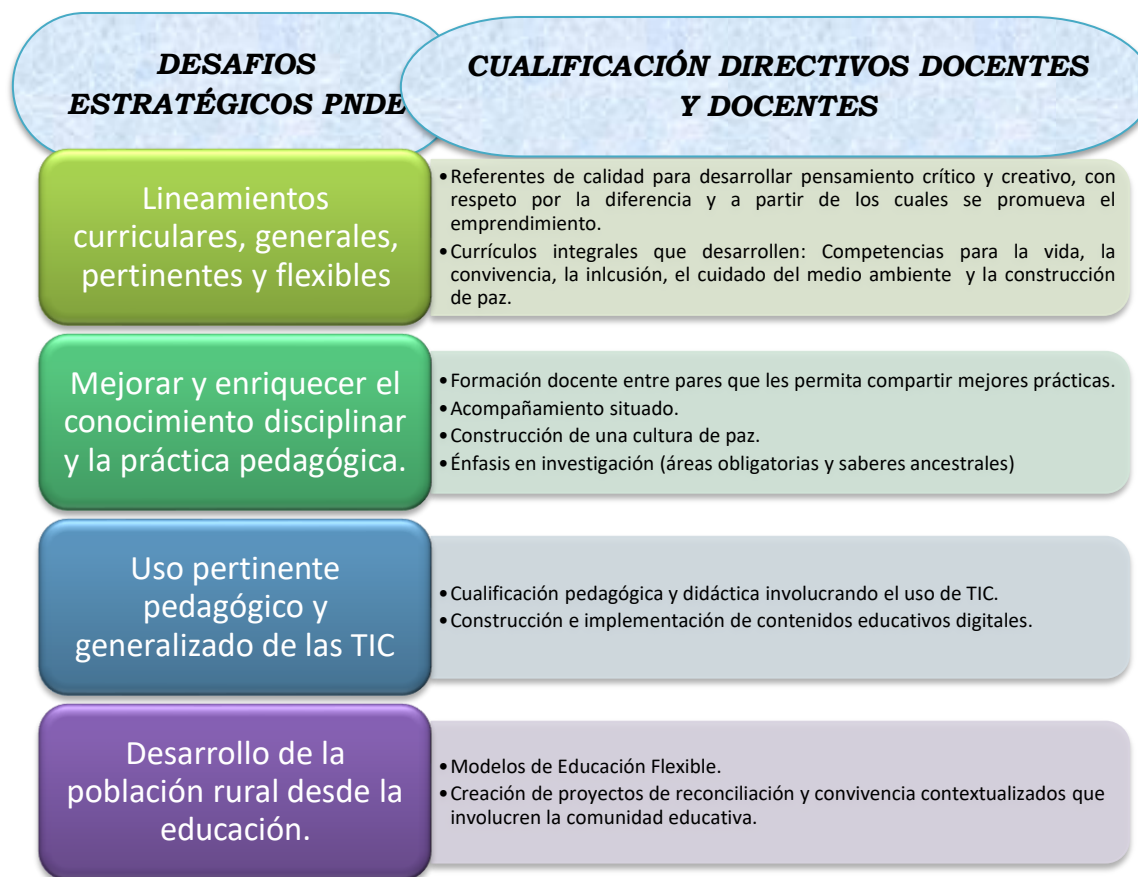 DESAFIOS
ESTRATÉGICOS PNDE
CUALIFICACIÓN DIRECTIVOS DOCENTES
Y DOCENTES
Lineamientos
curriculares, generales,
pertinentes y flexibles
•Referentes de calidad para desarrollar pensamiento crítico y creativo, con
respeto por la diferencia y a partir de los cuales se promueva el
emprendimiento.
•Currículos integrales que desarrollen: Competencias para la vida, la
convivencia, la inlcusión, el cuidado del medio ambiente y la construcción
de paz.
Mejorar y enriquecer el
conocimiento disciplinar
y la práctica pedagógica.
•Formación docente entre pares que les permita compartir mejores prácticas.
•Acompañamiento situado.
•Construcción de una cultura de paz.
•Énfasis en investigación (áreas obligatorias y saberes ancestrales)
Uso pertinente
pedagógico y
generalizado de las TIC
•Cualificación pedagógica y didáctica involucrando el uso de TIC.
•Construcción e implementación de contenidos educativos digitales.
Desarrollo de la
población rural desde la
educación.
•Modelos de Educación Flexible.
•Creación de proyectos de reconciliación y convivencia contextualizados que
involucren la comunidad educativa.